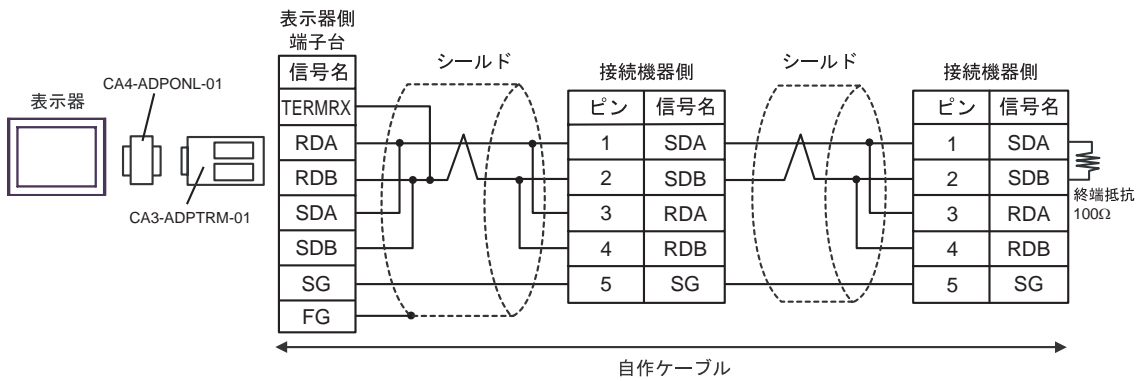 表示器
CA4-ADPONL-01
CA3-ADPTRM-01
表示器側
端子台
信号名
TERMRX
RDA
RDB
SDA
SDB
SG
FG
シールド
接続機器側
ピン 信号名
1 SDA
2 SDB
3 RDA
4 RDB
5 SG
シールド
接続機器側
ピン 信号名
1 SDA
2 SDB
3 RDA
4 RDB
5 SG
終端抵抗
100Ω
自作ケーブル